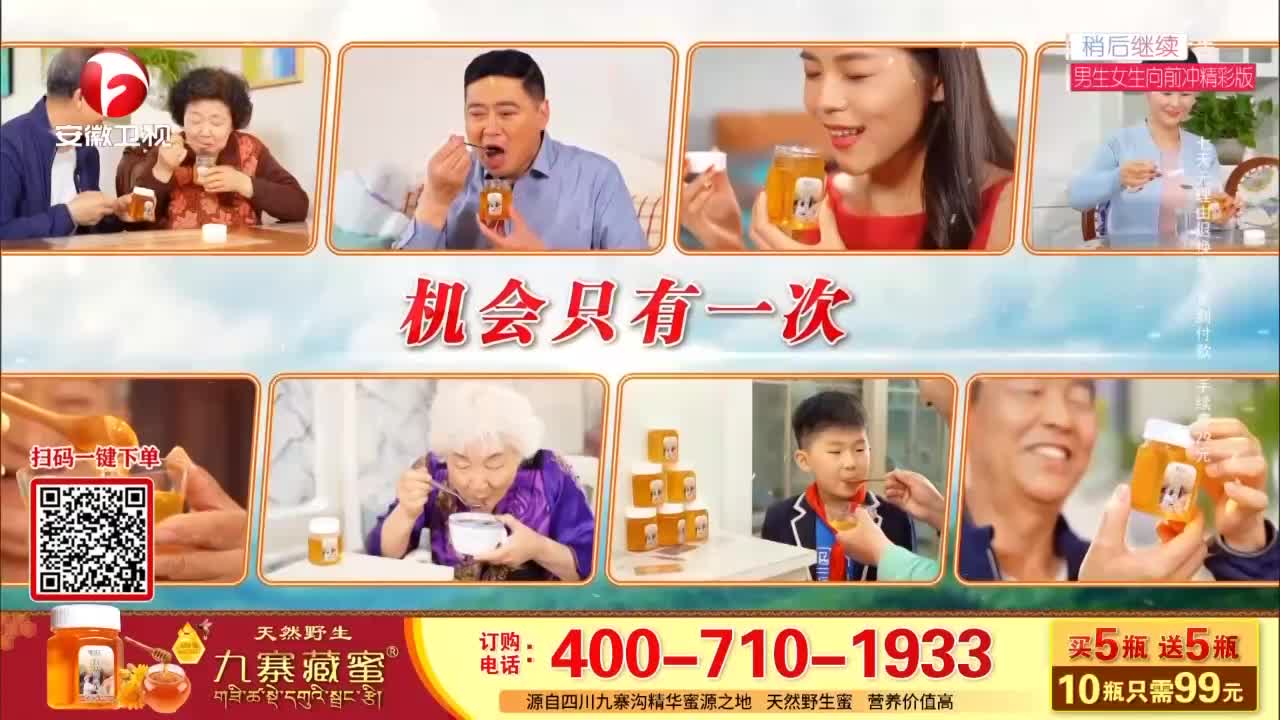 安徽卫视
稍后继续
男生女生向前冲精彩版
机会只有一次
扫码一键下单
天然野生
九寨藏蜜®
订购电话：
400-710-1933
源自四川九寨沟精华蜜源之地 天然野生蜜 营养价值高
买5瓶 送5瓶
10瓶只需99元